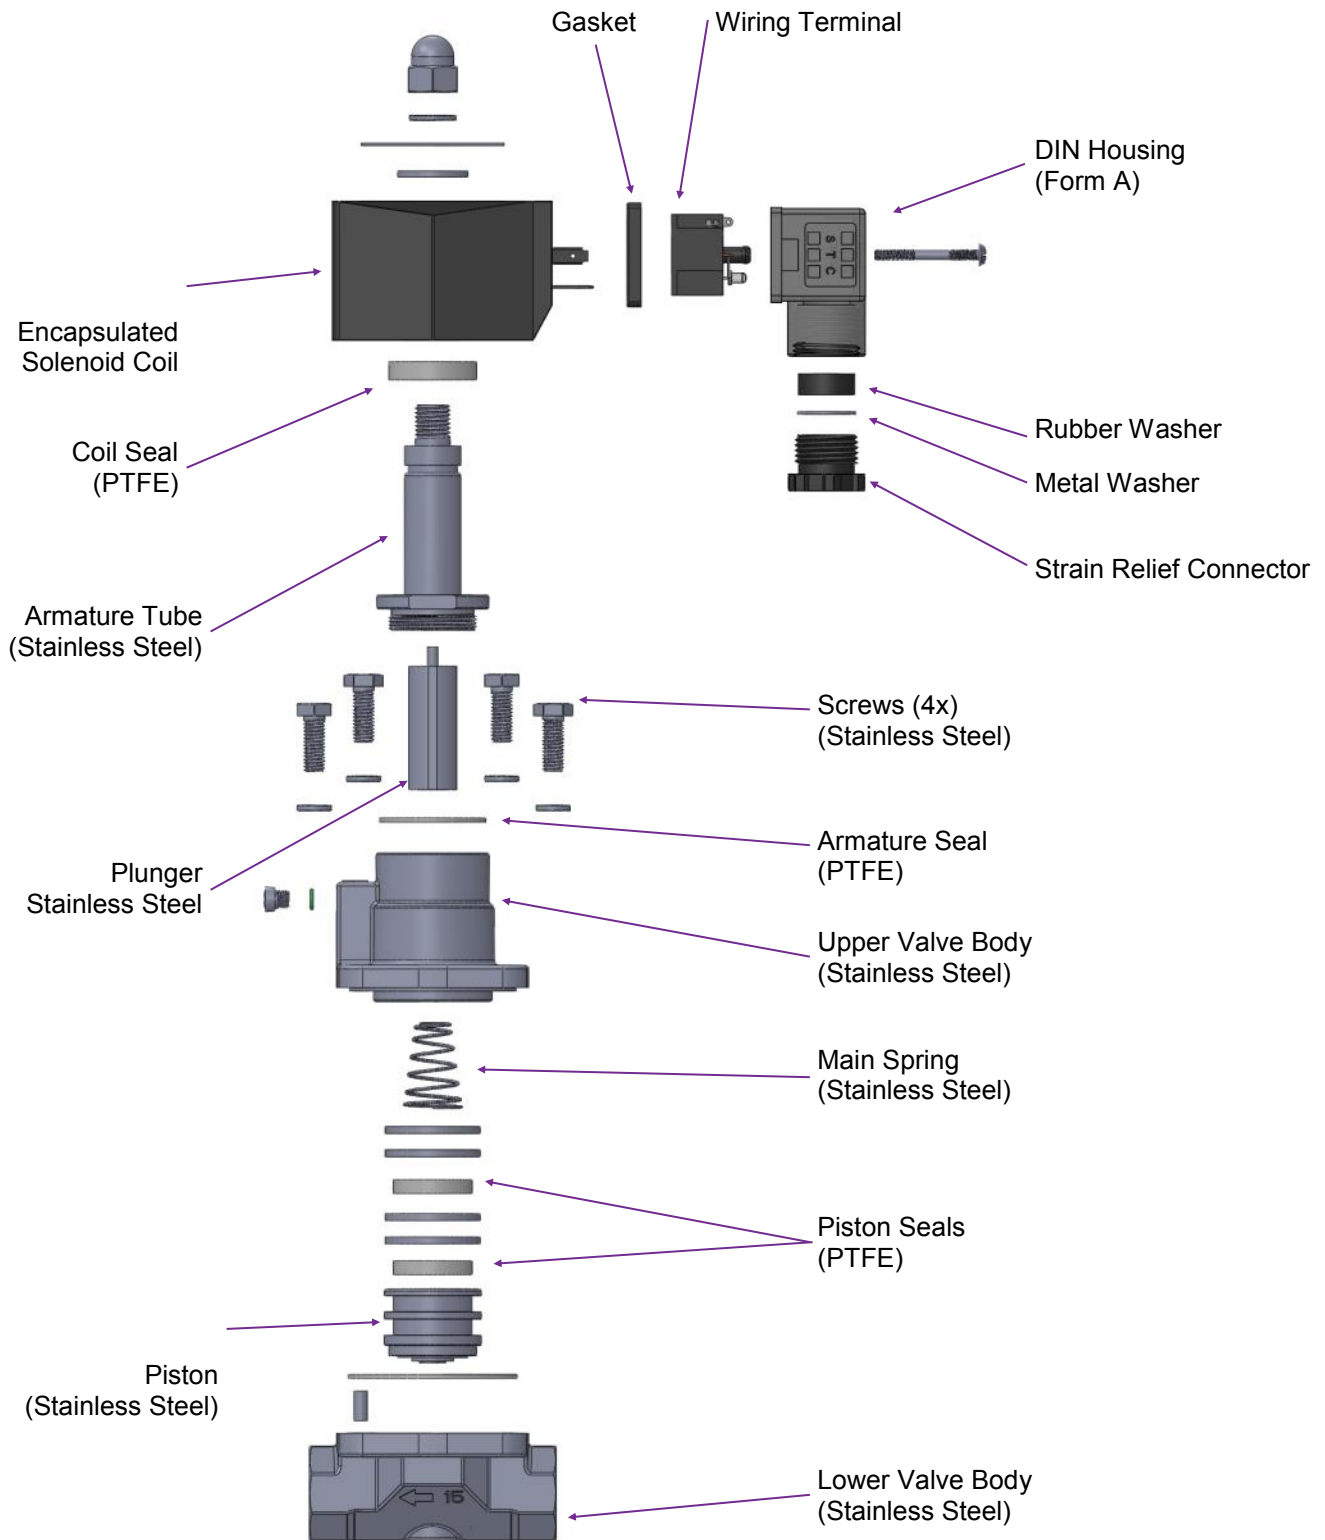 Gasket
Wiring Terminal
DIN Housing
(Form A)
S T C
Encapsulated
Solenoid Coil
Rubber Washer
Coil Seal
(PTFE)
Metal Washer
Strain Relief Connector
Armature Tube
(Stainless Steel)
Screws (4x)
(Stainless Steel)
Armature Seal
(PTFE)
Plunger
Stainless Steel
Upper Valve Body
(Stainless Steel)
Main Spring
(Stainless Steel)
Piston Seals
(PTFE)
Piston
(Stainless Steel)
Lower Valve Body
(Stainless Steel)
15